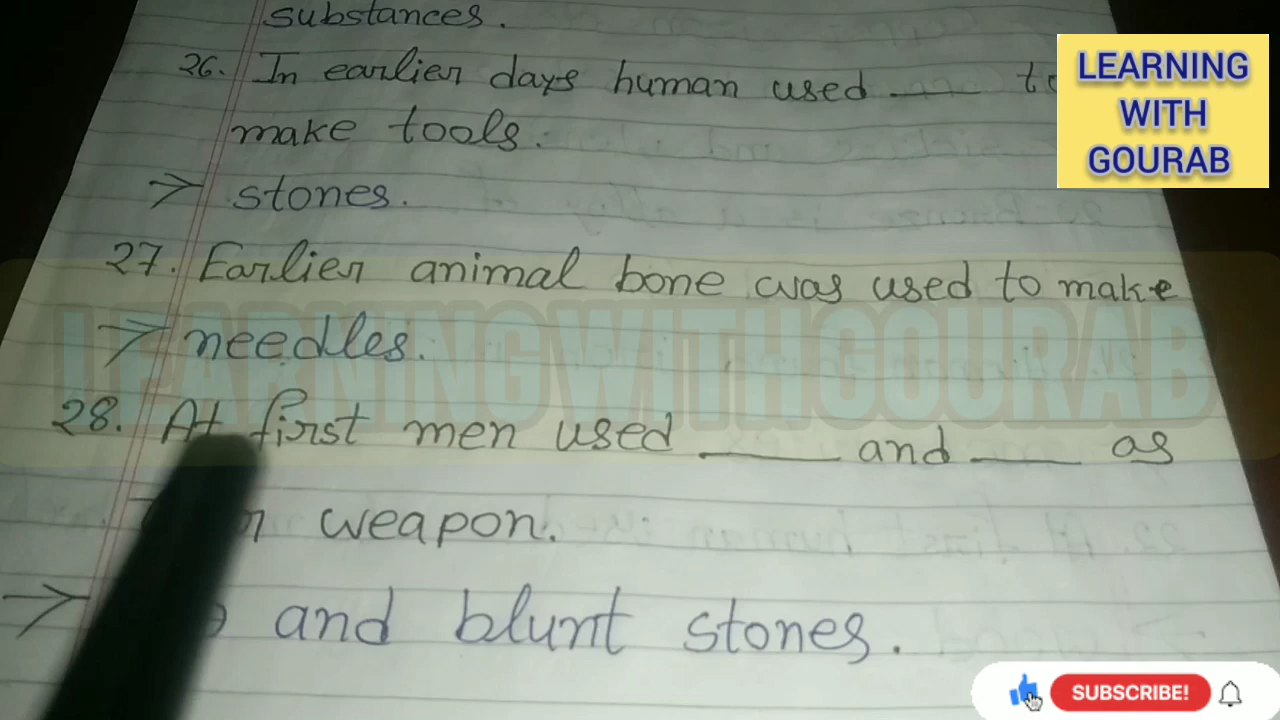 substances.
26. In earlier days human used ___ to
make tools.
→ stones.
27. Earlier animal bone was used to make
→ needles.
28. At first men used ___ and ___ as
weapon.
→ and blunt stones.
LEARNING
WITH
GOURAB
LEARNINGWITHGOURAB
SUBSCRIBE!